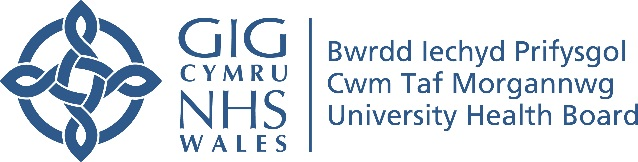 GIG
CYMRU
NHS
WALES
Bwrdd Iechyd Prifysgol
Cwm Taf Morgannwg
University Health Board